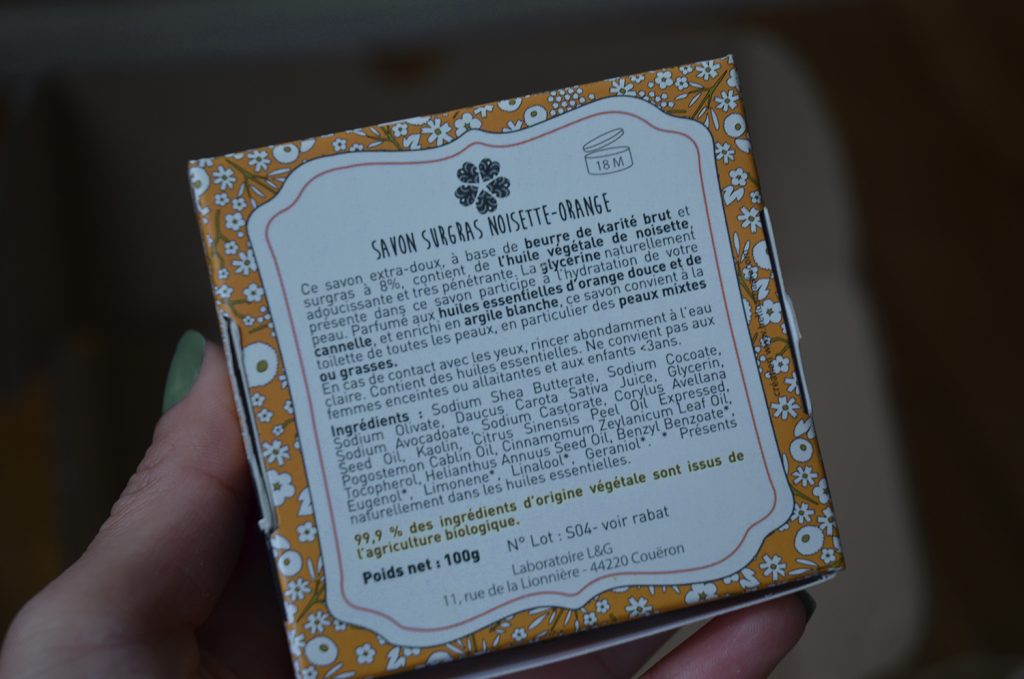 18 M
SAVON SURGRAS NOISETTE-ORANGE
Ce savon extra-doux, à base de beurre de karité brut et
surgras à 8%, contient de l'huile végétale de noisette,
adoucissante et très pénétrante. La glycérine naturellement
présente dans ce savon participe à l'hydratation de votre
peau. Parfumé aux huiles essentielles d'orange douce et de
cannelle, et enrichi en argile blanche, ce savon convient à la
toilette de toutes les peaux, en particulier des peaux mixtes
ou grasses.
En cas de contact avec les yeux, rincer abondamment à l'eau
claire. Contient des huiles essentielles. Ne convient pas aux
femmes enceintes ou allaitantes et aux enfants <3ans.
Ingrédients : Sodium Shea Butterate, Sodium Cocoate,
Sodium Olivate, Daucus Carota Sativa Juice, Glycerin,
Sodium Avocadoate, Sodium Castorate, Corylus Avellana
Seed Oil, Kaolin, Citrus Sinensis Peel Oil Expressed,
Pogostemon Cablin Oil, Cinnamomum Zeylanicum Leaf Oil,
Tocopherol, Helianthus Annuus Seed Oil, Benzyl Benzoate*,
Eugenol*, Limonene*, Linalool*, Geraniol*. * Présents
naturellement dans les huiles essentielles.
99,9 % des ingrédients d'origine végétale sont issus de
l'agriculture biologique.
Poids net : 100g N° Lot : S04- voir rabat
Laboratoire L&G
11, rue de la Lionnière - 44220 Couëron